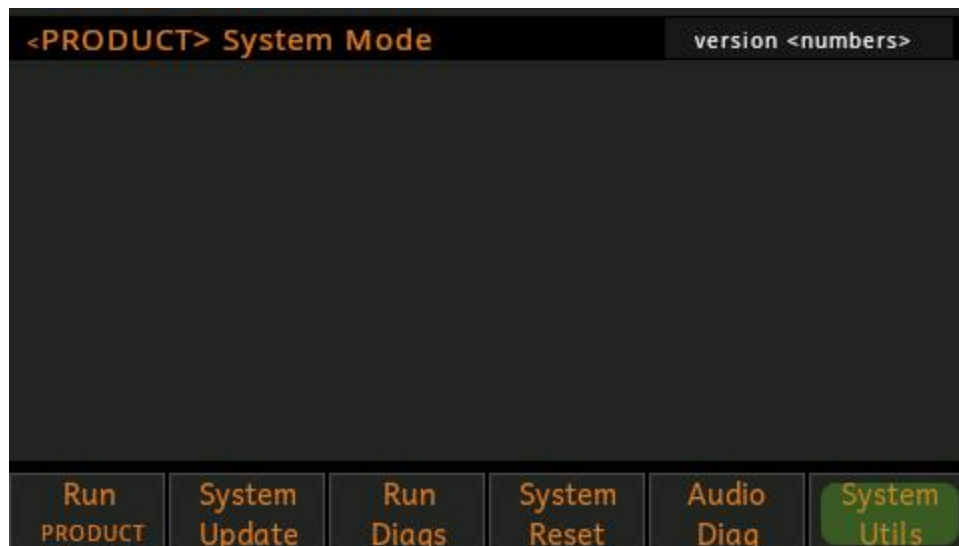 <PRODUCT> System Mode
version <numbers>
Run
PRODUCT
System
Update
Run
Diags
System
Reset
Audio
Diag
System
Utils